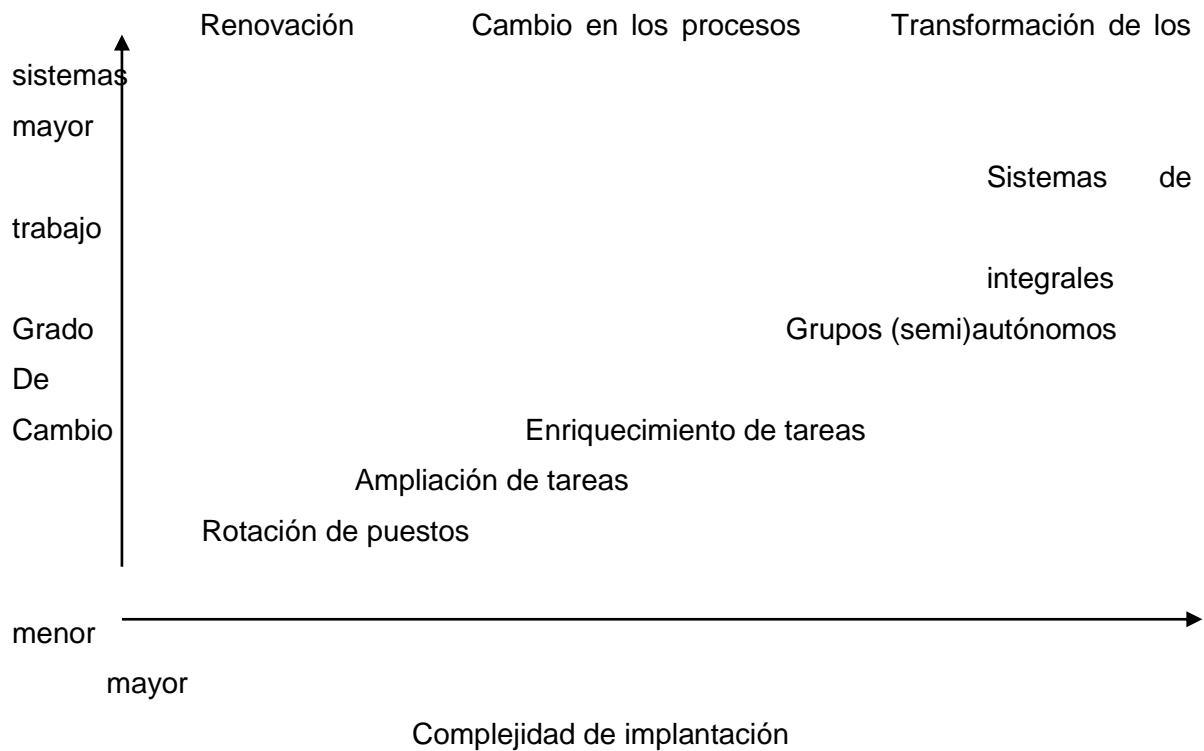 Renovación Cambio en los procesos Transformación de los
sistemas
mayor
Sistemas de
trabajo
integrales
Grado Grupos (semi)autónomos
De
Cambio Enriquecimiento de tareas
Ampliación de tareas
Rotación de puestos
menor
mayor
Complejidad de implantación